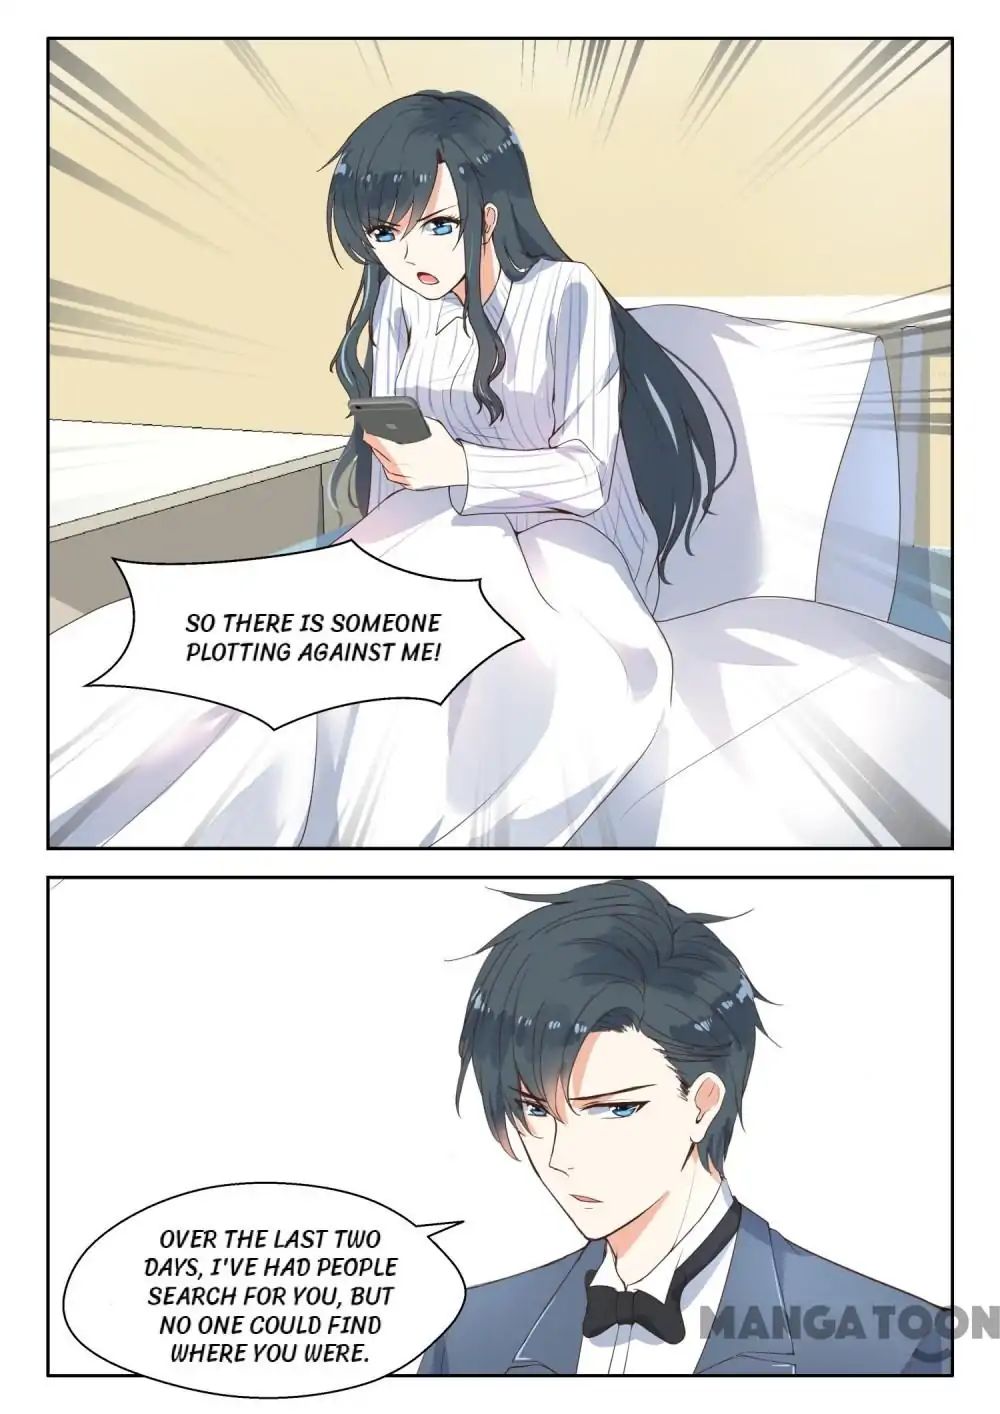 SO THERE IS SOMEONE
PLOTTING AGAINST ME!
OVER THE LAST TWO
DAYS, I'VE HAD PEOPLE
SEARCH FOR YOU, BUT
NO ONE COULD FIND
WHERE YOU WERE.
MANGATOON